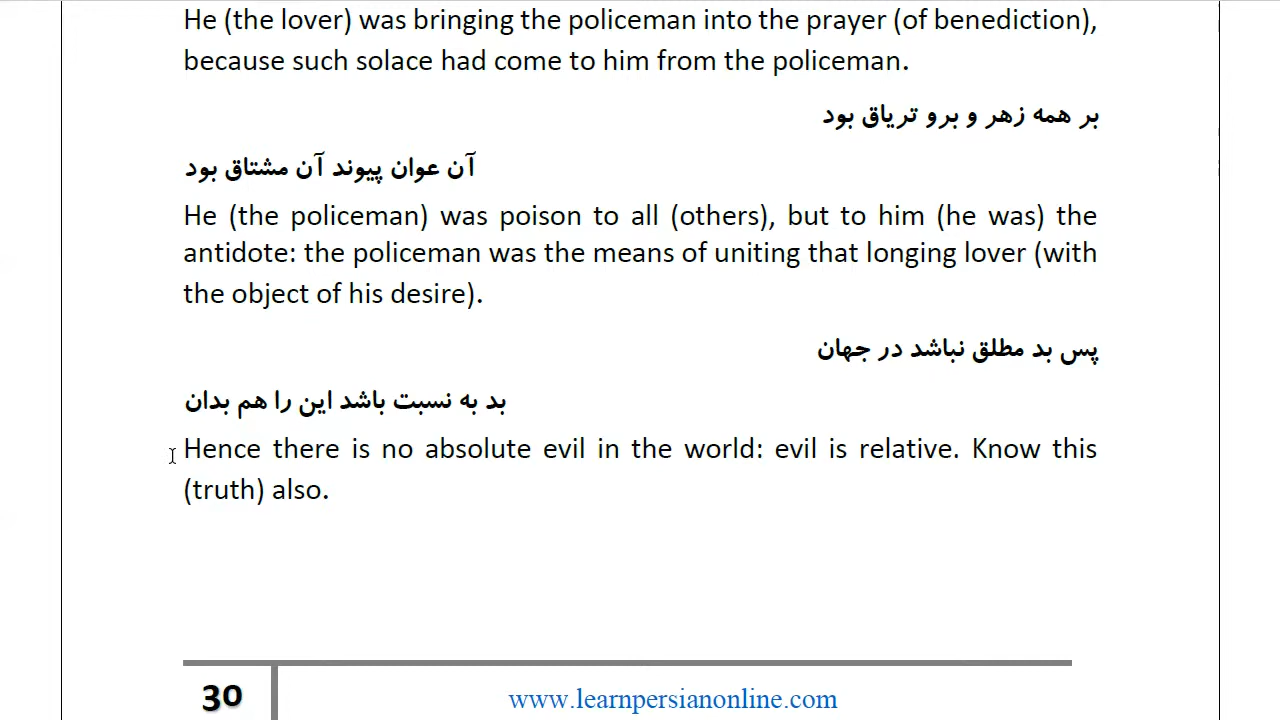 He (the lover) was bringing the policeman into the prayer (of benediction),
because such solace had come to him from the policeman.
بر همه زهر و برو تریاق بود
آن عوان پیوند آن مشتاق بود
He (the policeman) was poison to all (others), but to him (he was) the
antidote: the policeman was the means of uniting that longing lover (with
the object of his desire).
پس بد مطلق نباشد در جهان
بد به نسبت باشد این را هم بدان
Hence there is no absolute evil in the world: evil is relative. Know this
(truth) also.
30
www.learnpersianonline.com